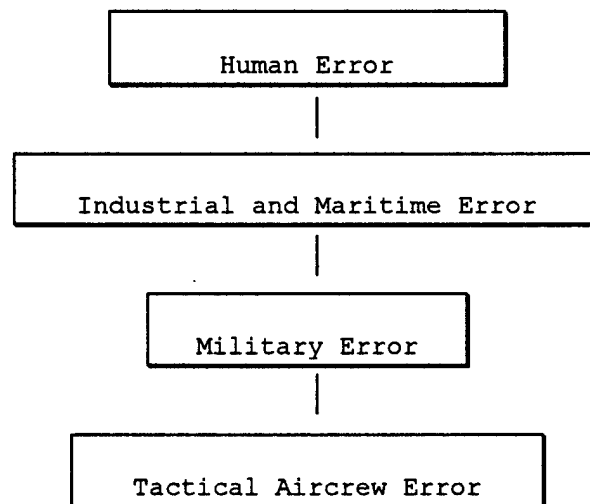 Human Error
Industrial and Maritime Error
Military Error
Tactical Aircrew Error